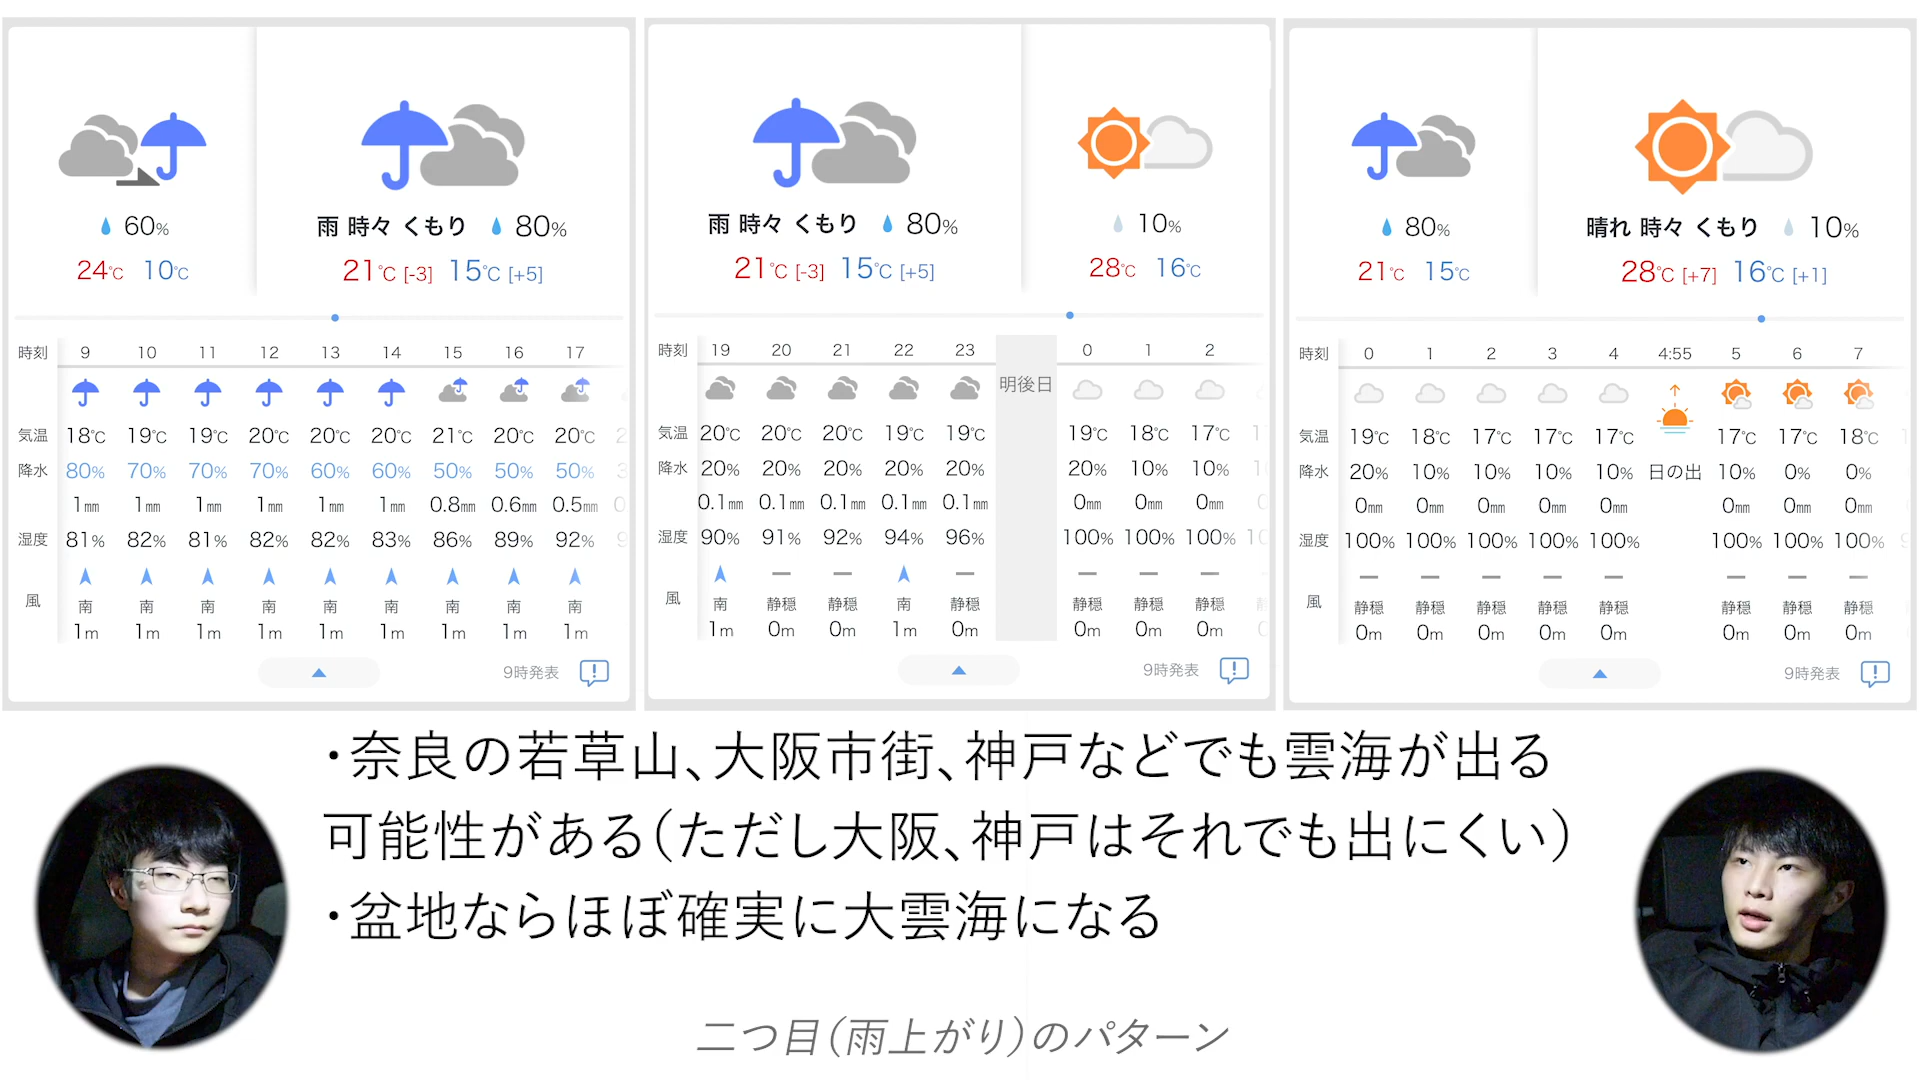 60%
24℃ 10℃
雨 時々 くもり 80%
21℃ [-3] 15℃ [+5]
時刻 9 10 11 12 13 14 15 16 17
気温 18℃ 19℃ 19℃ 20℃ 20℃ 20℃ 21℃ 20℃ 20℃
降水 80% 70% 70% 70% 60% 60% 50% 50% 50%
1mm 1mm 1mm 1mm 1mm 1mm 0.8mm 0.6mm 0.5mm
湿度 81% 82% 81% 82% 82% 83% 86% 89% 92%
風 南 南 南 南 南 南 南 南 南
1m 1m 1m 1m 1m 1m 1m 1m 1m
9時発表
雨 時々 くもり 80%
21℃ [-3] 15℃ [+5]
10%
28℃ 16℃
時刻 19 20 21 22 23 明後日 0 1 2
気温 20℃ 20℃ 20℃ 19℃ 19℃ 19℃ 18℃ 17℃
降水 20% 20% 20% 20% 20% 20% 10% 10%
0.1mm 0.1mm 0.1mm 0.1mm 0.1mm 0mm 0mm 0mm
湿度 90% 91% 92% 94% 96% 100% 100% 100%
風 南 静穏 静穏 南 静穏 静穏 静穏 静穏
1m 0m 0m 1m 0m 0m 0m 0m
9時発表
80%
21℃ 15℃
晴れ 時々 くもり 10%
28℃ [+7] 16℃ [+1]
時刻 0 1 2 3 4 4:55 5 6 7
気温 19℃ 18℃ 17℃ 17℃ 17℃ 17℃ 17℃ 18℃
降水 20% 10% 10% 10% 10% 日の出 10% 0% 0%
0mm 0mm 0mm 0mm 0mm 0mm 0mm 0mm
湿度 100% 100% 100% 100% 100% 100% 100% 100%
風 静穏 静穏 静穏 静穏 静穏 静穏 静穏 静穏
0m 0m 0m 0m 0m 0m 0m 0m
9時発表
・奈良の若草山、大阪市街、神戸などでも雲海が出る
可能性がある(ただし大阪、神戸はそれでも出にくい)
・盆地ならほぼ確実に大雲海になる
二つ目(雨上がり)のパターン